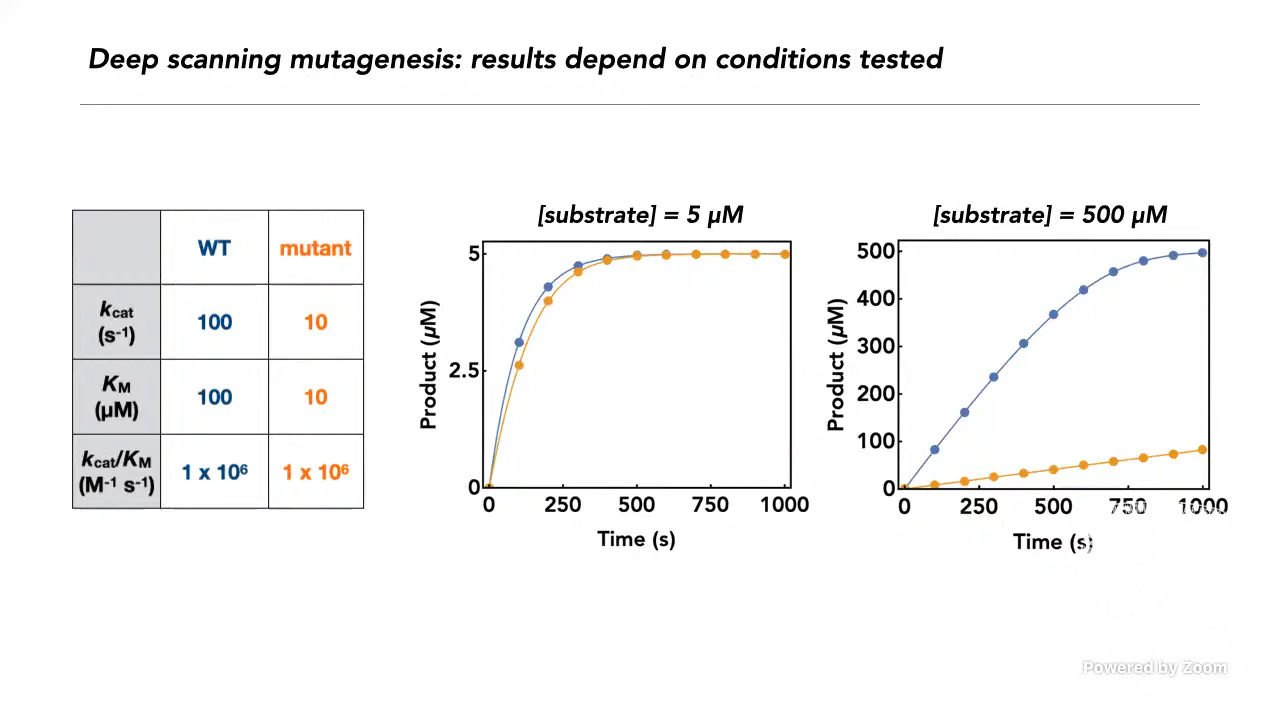 Deep scanning mutagenesis: results depend on conditions tested
WT
mutant
kcat
(s-1)
100
10
KM
(µM)
100
10
kcat/KM
(M-1 s-1)
1 x 10⁶
1 x 10⁶
[substrate] = 5 µM
Product (µM)
5
2.5
0
0 250 500 750 1000
Time (s)
[substrate] = 500 µM
Product (µM)
500
400
300
200
100
0
0 250 500 750 1000
Time (s)
Powered by Zoom